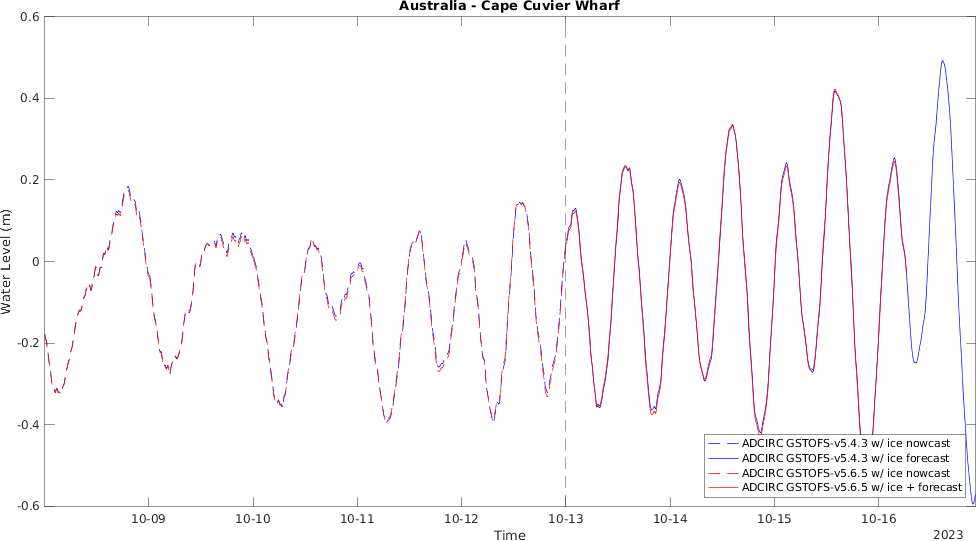 Australia - Cape Cuvier Wharf
0.6
0.4
0.2
0
-0.2
-0.4
-0.6
Water Level (m)
ADCIRC GSTOFS-v5.4.3 w/ ice nowcast
ADCIRC GSTOFS-v5.4.3 w/ ice forecast
ADCIRC GSTOFS-v5.6.5 w/ ice nowcast
ADCIRC GSTOFS-v5.6.5 w/ ice + forecast
10-09 10-10 10-11 10-12 10-13 10-14 10-15 10-16
Time
2023